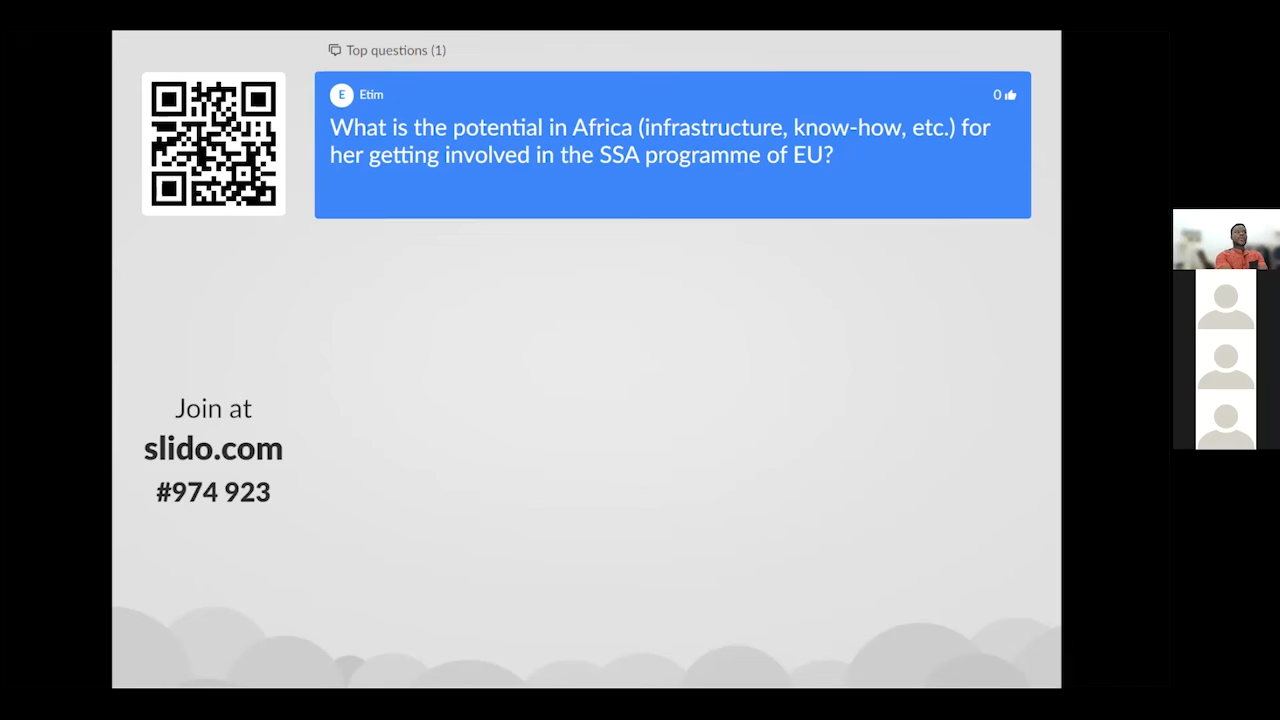 Top questions (1)
E Etim 0
What is the potential in Africa (infrastructure, know-how, etc.) for
her getting involved in the SSA programme of EU?
Join at
slido.com
#974 923